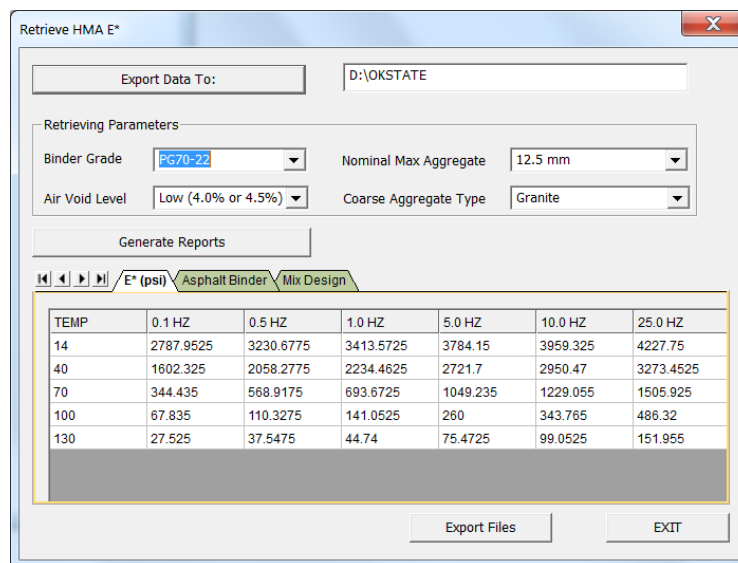 Retrieve HMA E*
Export Data To: D:\OKSTATE
Retrieving Parameters
Binder Grade PG70-22 Nominal Max Aggregate 12.5 mm
Air Void Level Low (4.0% or 4.5%) Coarse Aggregate Type Granite
Generate Reports
E* (psi) Asphalt Binder Mix Design
TEMP 0.1 HZ 0.5 HZ 1.0 HZ 5.0 HZ 10.0 HZ 25.0 HZ
14 2787.9525 3230.6775 3413.5725 3784.15 3959.325 4227.75
40 1602.325 2058.2775 2234.4625 2721.7 2950.47 3273.4525
70 344.435 568.9175 693.6725 1049.235 1229.055 1505.925
100 67.835 110.3275 141.0525 260 343.765 486.32
130 27.525 37.5475 44.74 75.4725 99.0525 151.955
Export Files EXIT